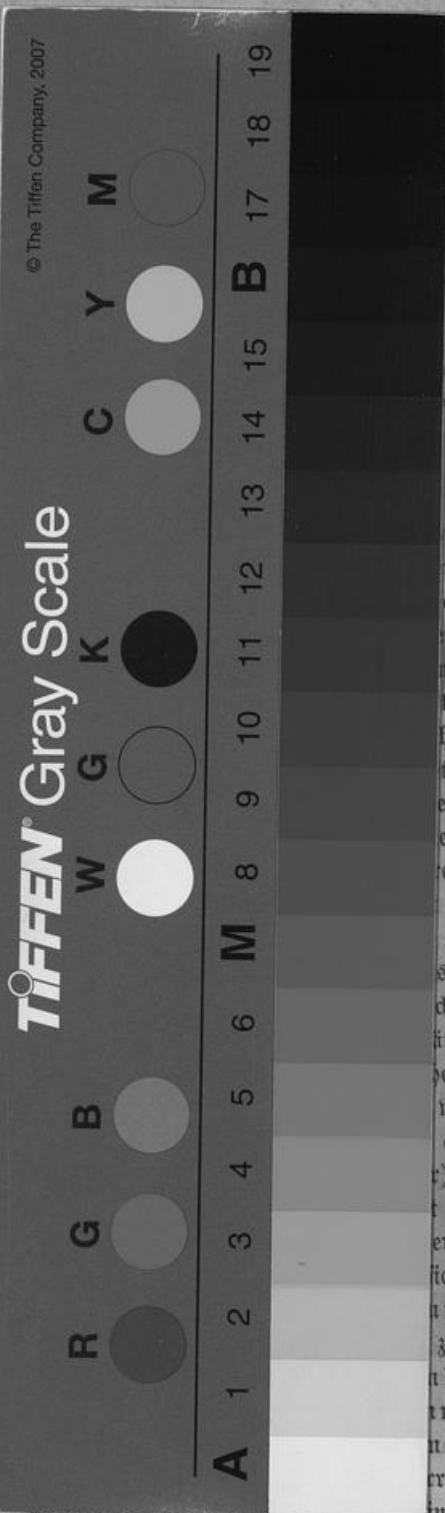 © The Tiffen Company, 2007
TIFFEN® Gray Scale
R G B W G K C Y M
A 1 2 3 4 5 6 M 8 9 10 11 12 13 14 15 B 17 18 19